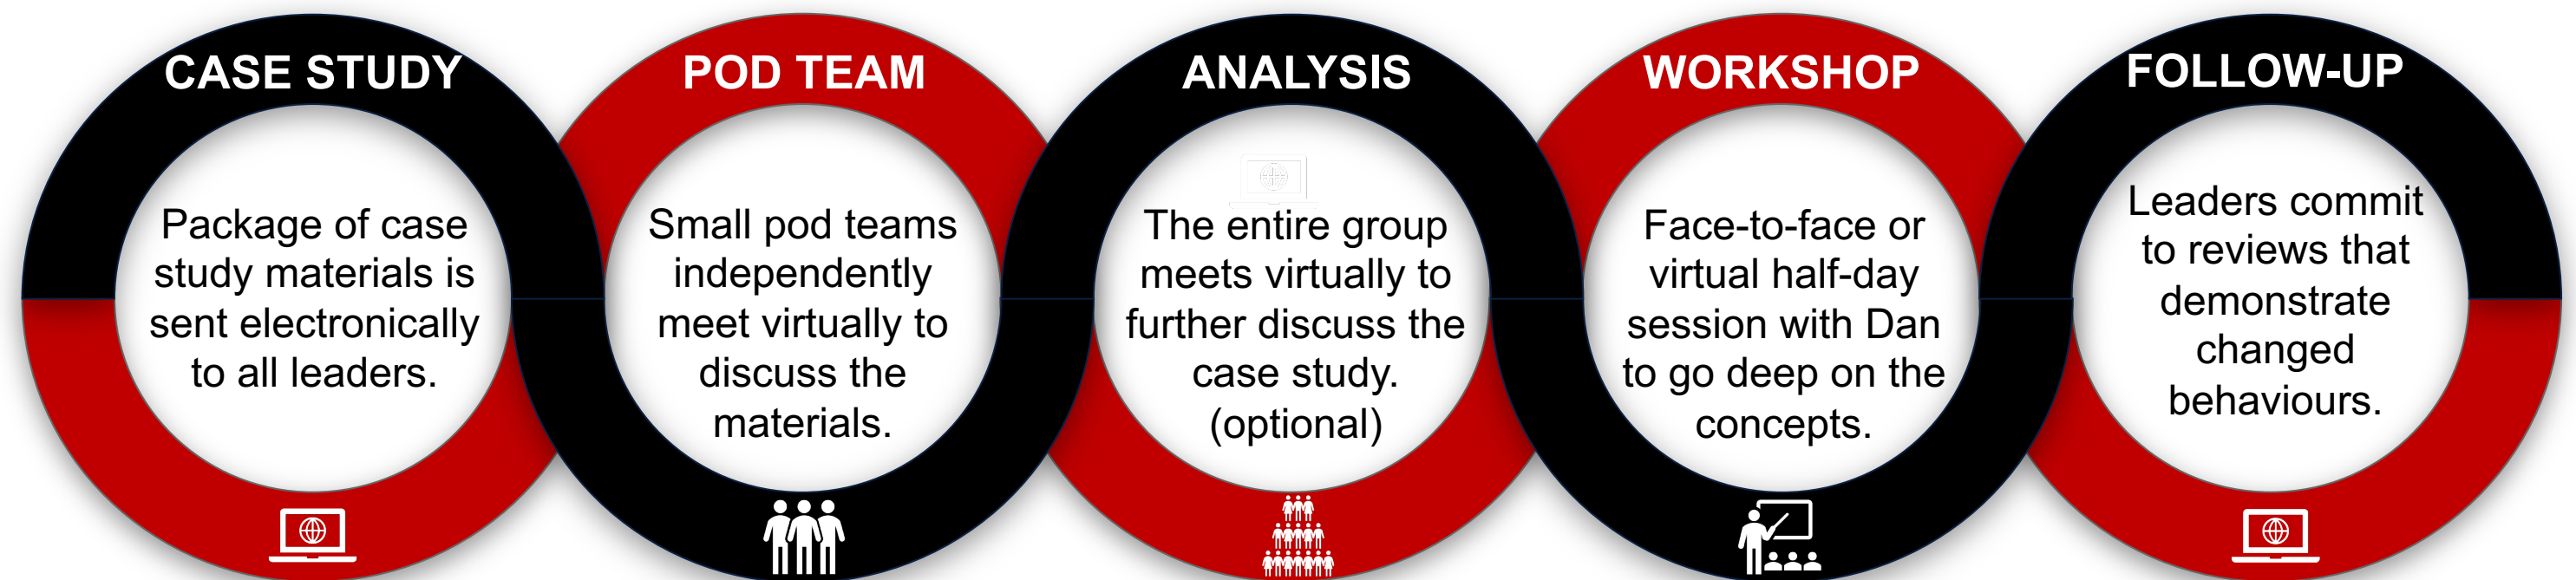 CASE STUDY
Package of case
study materials is
sent electronically
to all leaders.
POD TEAM
Small pod teams
independently
meet virtually to
discuss the
materials.
ANALYSIS
The entire group
meets virtually to
further discuss the
case study.
(optional)
WORKSHOP
Face-to-face or
virtual half-day
session with Dan
to go deep on the
concepts.
FOLLOW-UP
Leaders commit
to reviews that
demonstrate
changed
behaviours.